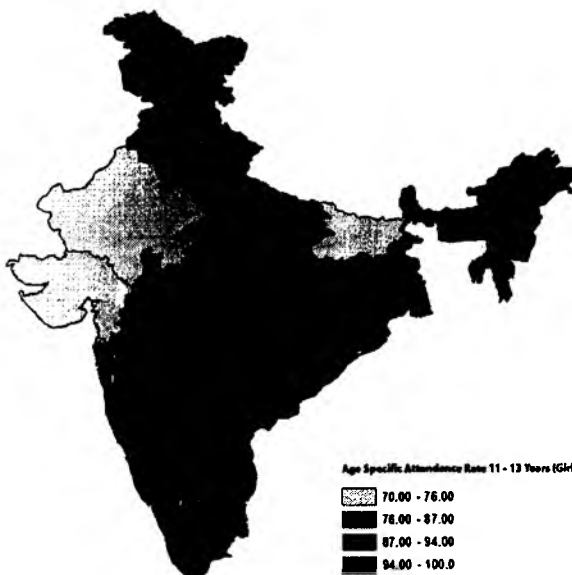 Age Specific Attendance Rate 11 - 13 Years (Girl
70.00 - 76.00
76.00 - 87.00
87.00 - 94.00
94.00 - 100.0